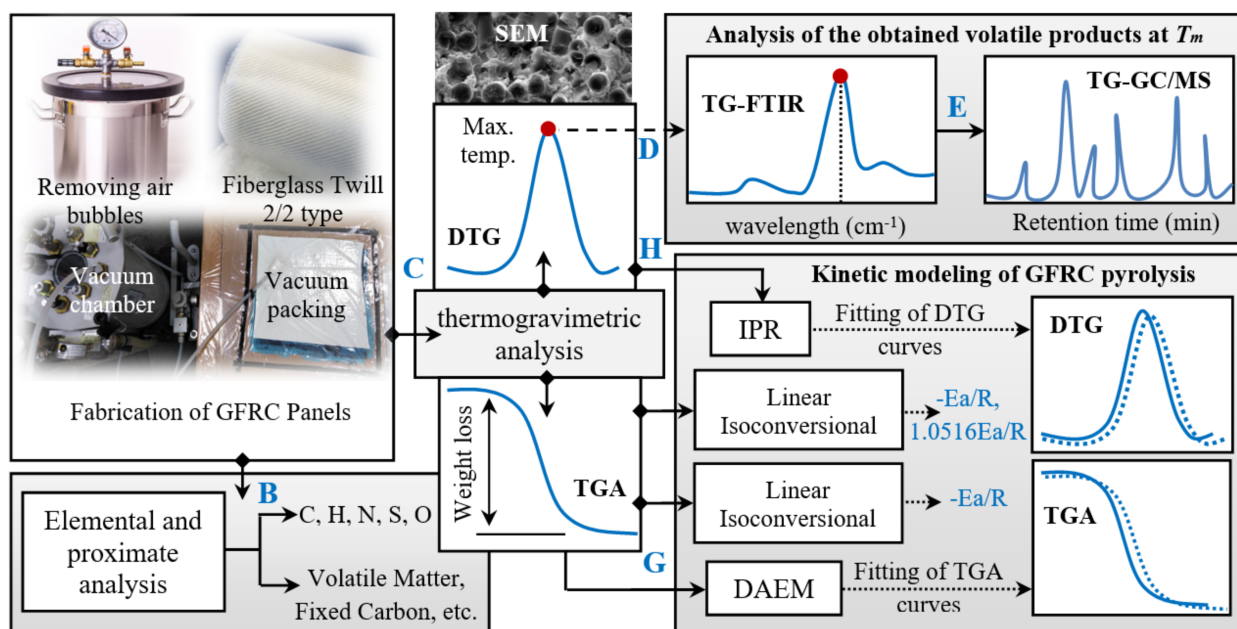 Removing air
bubbles
Fiberglass Twill
2/2 type
Vacuum
chamber
Vacuum
packing
Fabrication of GFRC Panels
B
Elemental and
proximate
analysis
C, H, N, S, O
Volatile Matter,
Fixed Carbon, etc.
SEM
Max.
temp.
DTG
C
thermogravimetric
analysis
Weight loss
TGA
D
H
G
Analysis of the obtained volatile products at Tm
TG-FTIR
wavelength (cm-1)
E
TG-GC/MS
Retention time (min)
Kinetic modeling of GFRC pyrolysis
IPR
Fitting of DTG
curves
DTG
Linear
Isoconversional
-Ea/R,
1.0516Ea/R
Linear
Isoconversional
-Ea/R
TGA
DAEM
Fitting of TGA
curves